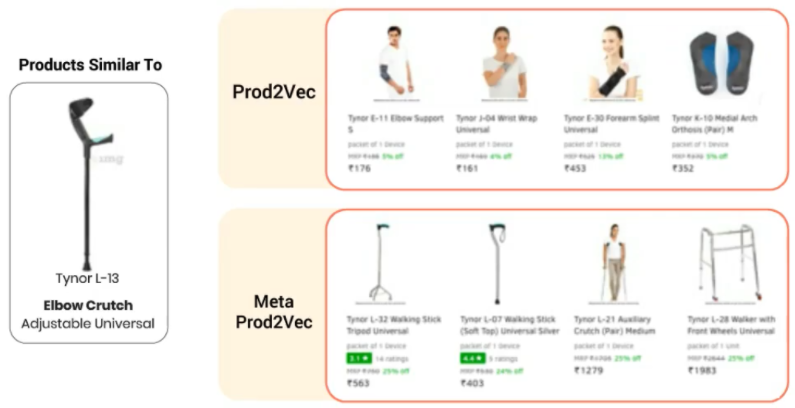 Products Similar To
Tynor L-13
Elbow Crutch
Adjustable Universal
Prod2Vec
Tynor E-11 Elbow Support
S
packet of 1 Device
MRP ₹188 5% off
₹176
Tynor J-04 Wrist Wrap
Universal
packet of 1 Device
MRP 4% off
₹161
Tynor E-30 Forearm Splint
Universal
packet of 1 Device
MRP 13% off
₹453
Tynor K-10 Medial Arch
Orthosis (Pair) M
packet of 1 Device
MRP 5% off
₹352
Meta
Prod2Vec
Tynor L-32 Walking Stick
Tripod Universal
packet of 1 Device
3.1 ★ 14 ratings
MRP ₹750 25% off
₹563
Tynor L-07 Walking Stick
(Soft Top) Universal Silver
packet of 1 Device
4.4 ★ ratings
MRP ₹530 24% off
₹403
Tynor L-21 Auxiliary
Crutch (Pair) Medium
packet of 1 Device
MRP ₹1705 25% off
₹1279
Tynor L-28 Walker with
Front Wheels Universal
packet of 1 Unit
MRP ₹2644 25% off
₹1983